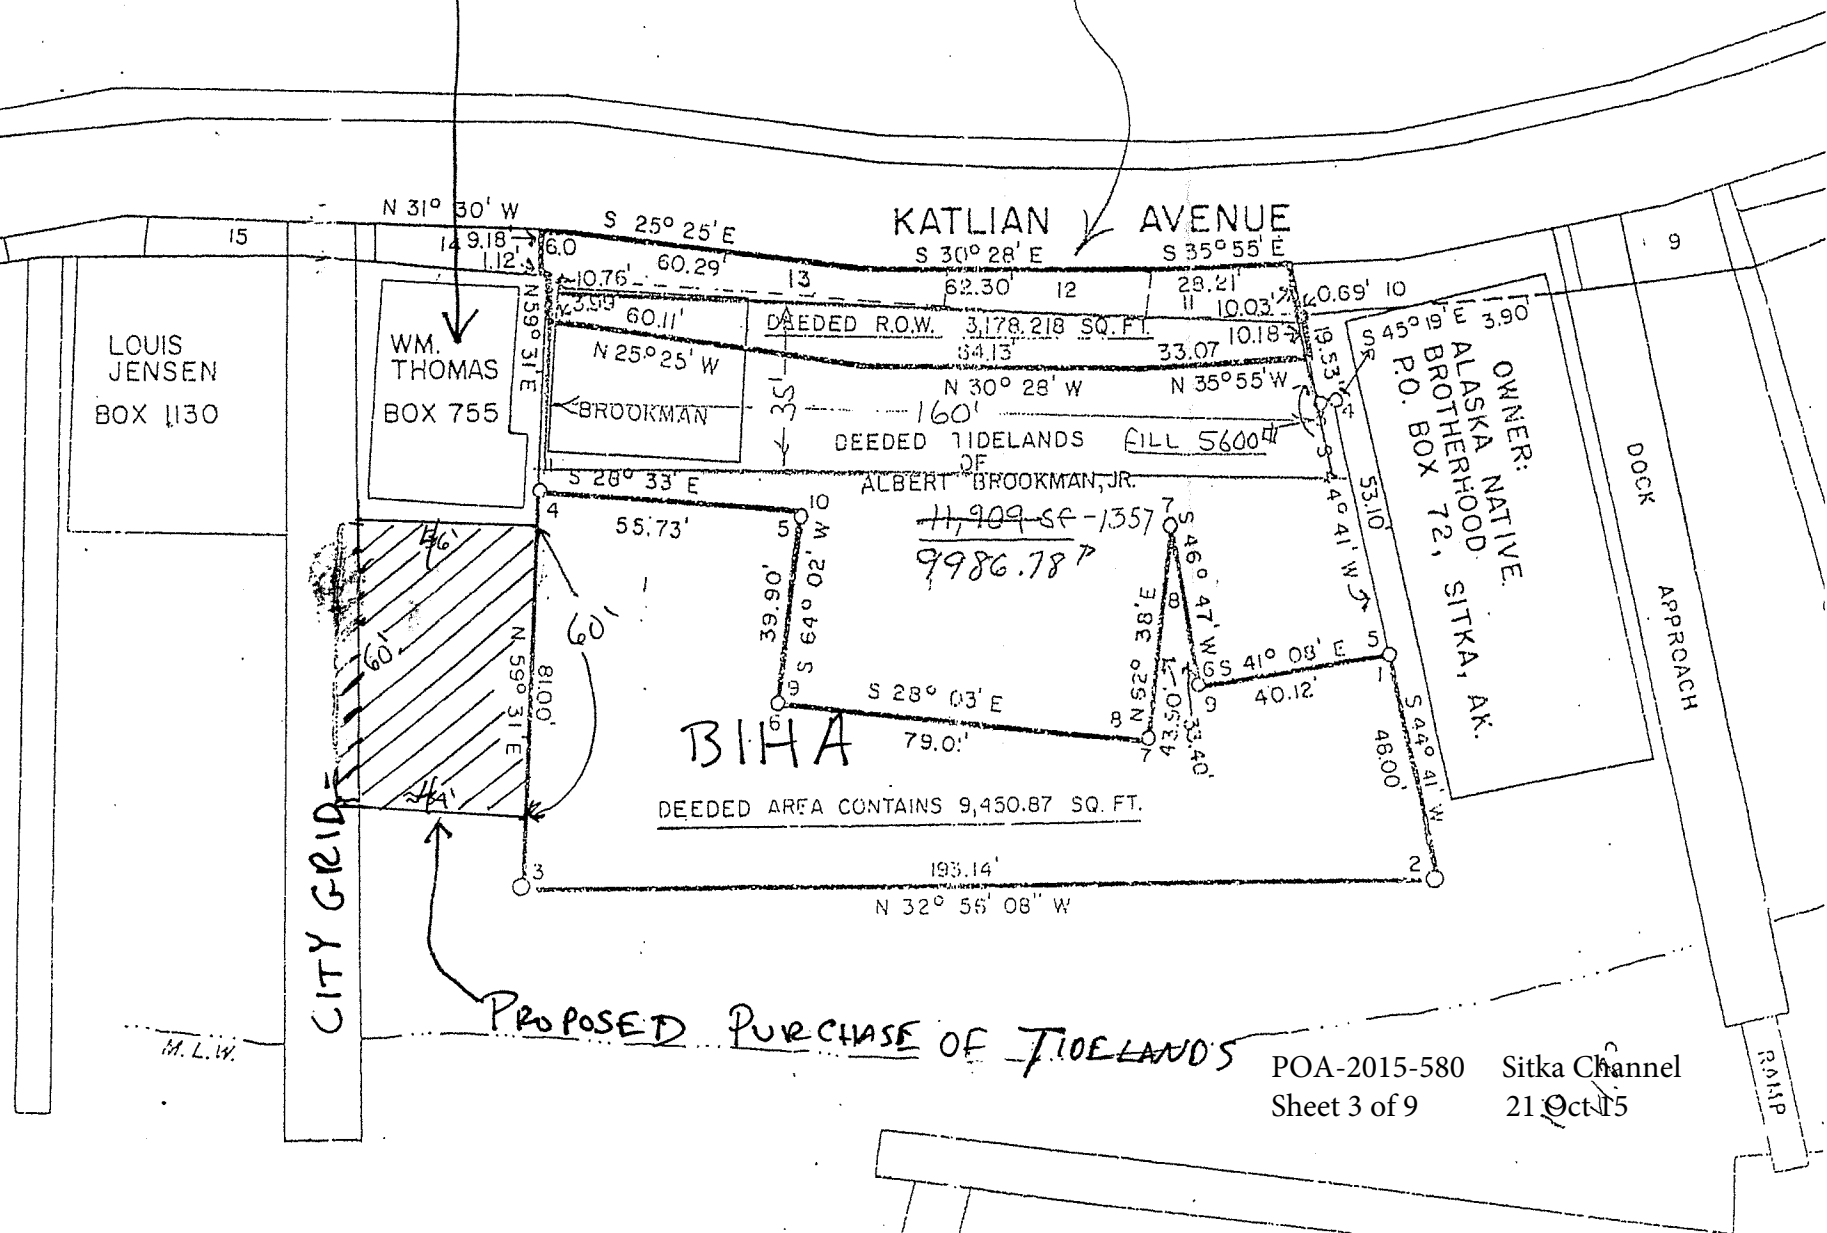 N 31° 30' W
S 25° 25' E
KATLIAN AVENUE
S 30° 28' E
S 35° 55' E
15
14
9.18'
6.0
1.12'
60.29'
13
62.30'
12
28.21'
11
10.03'
0.69'
10
9
10.76'
3.99
60.11'
DEEDED R.O.W. 3,178.218 SQ. FT.
10.18
64.13'
33.07
N 25° 25' W
N 30° 28' W
N 35° 55' W
N 59° 31' E
19.53'
S 45° 19' E
3.90'
LOUIS
JENSEN
BOX 1130
WM.
THOMAS
BOX 755
BROOKMAN
35'
160'
DEEDED TIDELANDS
OF
ALBERT BROOKMAN, JR.
FILL 5600
OWNER:
ALASKA NATIVE
BROTHERHOOD
P.O. BOX 72, SITKA, AK.
DOCK
APPROACH
RAMP
S 28° 33' E
4
55.73'
10
5
11,909 SF -1357
9986.78
7
S 46° 47' W
S 44° 41' W
53.10'
4
3
46'
60'
60'
N 59° 31' E
81.00'
39.90'
S 64° 02' W
9
6
S 28° 03' E
79.0
8
7
N 62° 38' E
8
43.50
33.40'
6
9
S 41° 08' E
40.12'
5
1
S 44° 41' W
46.00'
BIHA
DEEDED AREA CONTAINS 9,450.87 SQ. FT.
3
193.14'
2
N 32° 56' 08" W
CITY GRID
PROPOSED PURCHASE OF TIDELANDS
M.L.W.
POA-2015-580 Sitka Channel
Sheet 3 of 9 21 Oct 15